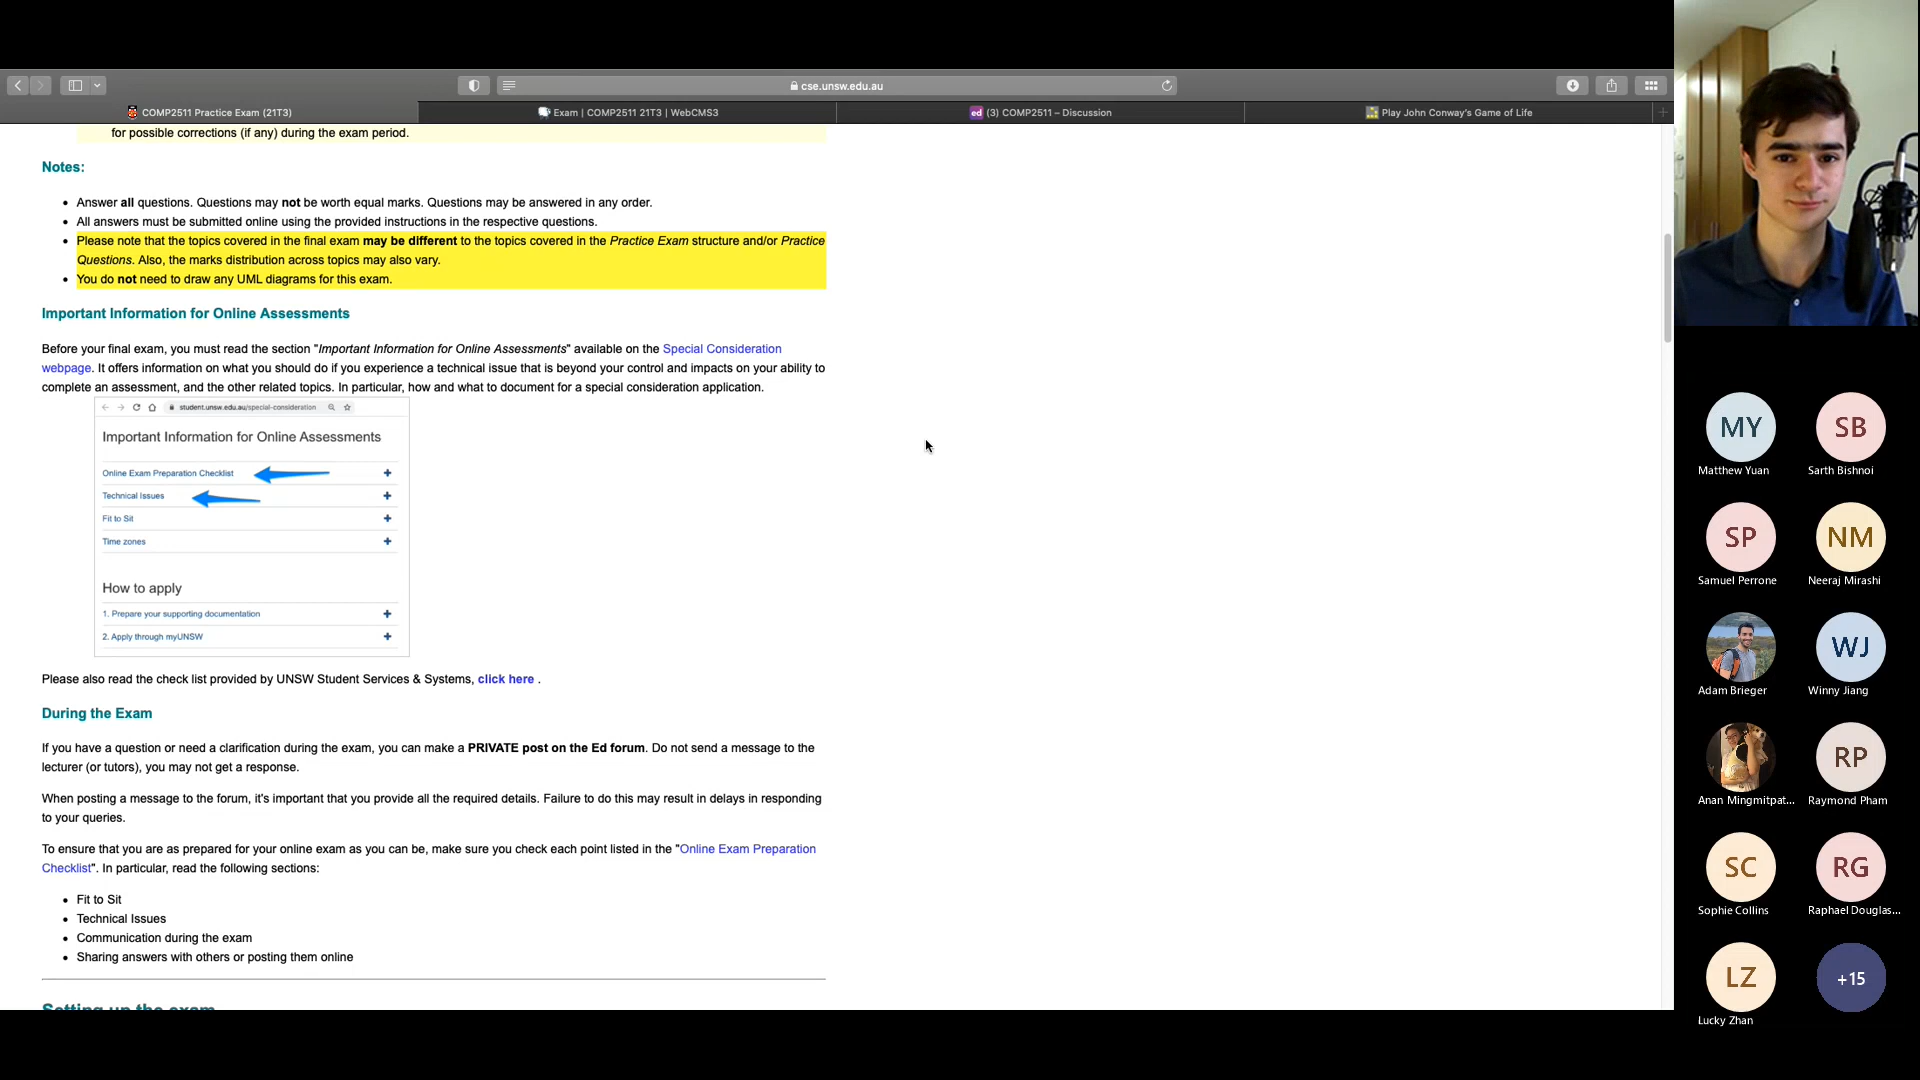 cse.unsw.edu.au
COMP2511 Practice Exam (21T3)
Exam | COMP2511 21T3 | WebCMS3
ed (3) COMP2511 – Discussion
Play John Conway's Game of Life
for possible corrections (if any) during the exam period.
Notes:
Answer all questions. Questions may not be worth equal marks. Questions may be answered in any order.
All answers must be submitted online using the provided instructions in the respective questions.
Please note that the topics covered in the final exam may be different to the topics covered in the Practice Exam structure and/or Practice
Questions. Also, the marks distribution across topics may also vary.
You do not need to draw any UML diagrams for this exam.
Important Information for Online Assessments
Before your final exam, you must read the section "Important Information for Online Assessments" available on the Special Consideration
webpage. It offers information on what you should do if you experience a technical issue that is beyond your control and impacts on your ability to
complete an assessment, and the other related topics. In particular, how and what to document for a special consideration application.
student.unsw.edu.au/special-consideration
Important Information for Online Assessments
Online Exam Preparation Checklist
Technical Issues
Fit to Sit
Time zones
How to apply
1. Prepare your supporting documentation
2. Apply through myUNSW
Please also read the check list provided by UNSW Student Services & Systems, click here .
During the Exam
If you have a question or need a clarification during the exam, you can make a PRIVATE post on the Ed forum. Do not send a message to the
lecturer (or tutors), you may not get a response.
When posting a message to the forum, it's important that you provide all the required details. Failure to do this may result in delays in responding
to your queries.
To ensure that you are as prepared for your online exam as you can be, make sure you check each point listed in the "Online Exam Preparation
Checklist". In particular, read the following sections:
Fit to Sit
Technical Issues
Communication during the exam
Sharing answers with others or posting them online
Setting up the exam
MY
Matthew Yuan
SB
Sarth Bishnoi
SP
Samuel Perrone
NM
Neeraj Mirashi
Adam Brieger
WJ
Winny Jiang
Anan Mingmitpat...
RP
Raymond Pham
SC
Sophie Collins
RG
Raphael Douglas...
LZ
Lucky Zhan
+15